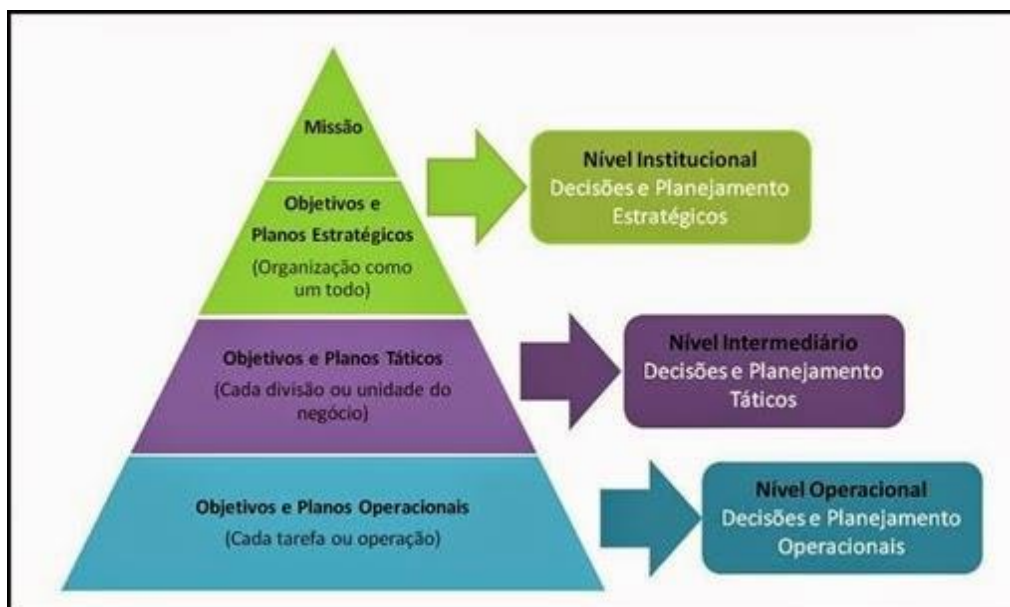 Missão
Objetivos e
Planos Estratégicos
(Organização como
um todo)
Nível Institucional
Decisões e Planejamento
Estratégicos
Objetivos e Planos Táticos
(Cada divisão ou unidade do
negócio)
Nível Intermediário
Decisões e Planejamento
Táticos
Objetivos e Planos Operacionais
(Cada tarefa ou operação)
Nível Operacional
Decisões e Planejamento
Operacionais